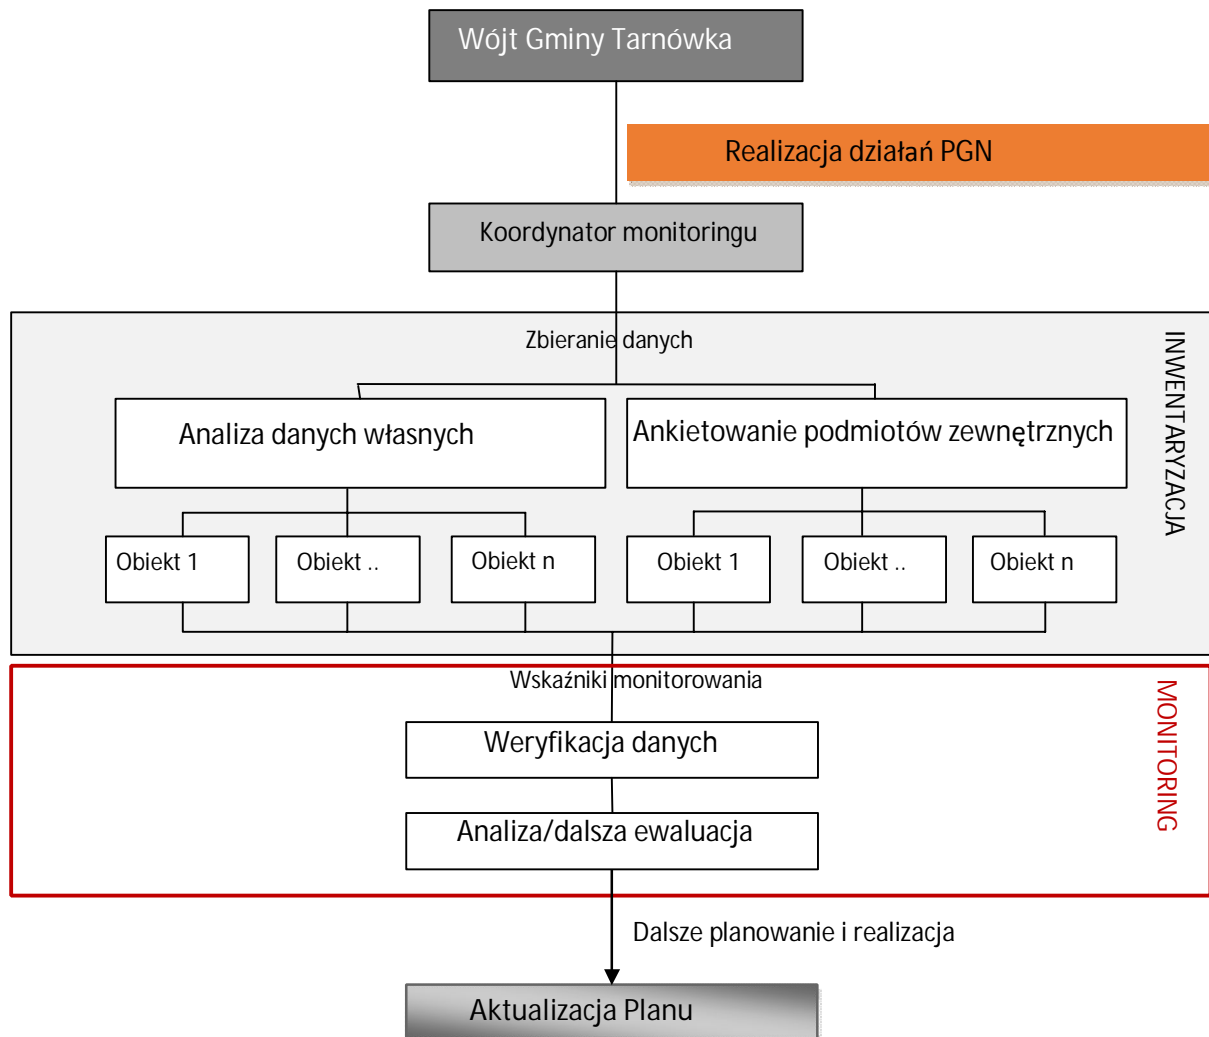 Wójt Gminy Tarnówka
Realizacja działań PGN
Koordynator monitoringu
Zbieranie danych
INWENTARYZACJA
Analiza danych własnych
Ankietowanie podmiotów zewnętrznych
Obiekt 1
Obiekt ..
Obiekt n
Obiekt 1
Obiekt ..
Obiekt n
Wskaźniki monitorowania
MONITORING
Weryfikacja danych
Analiza/dalsza ewaluacja
Dalsze planowanie i realizacja
Aktualizacja Planu